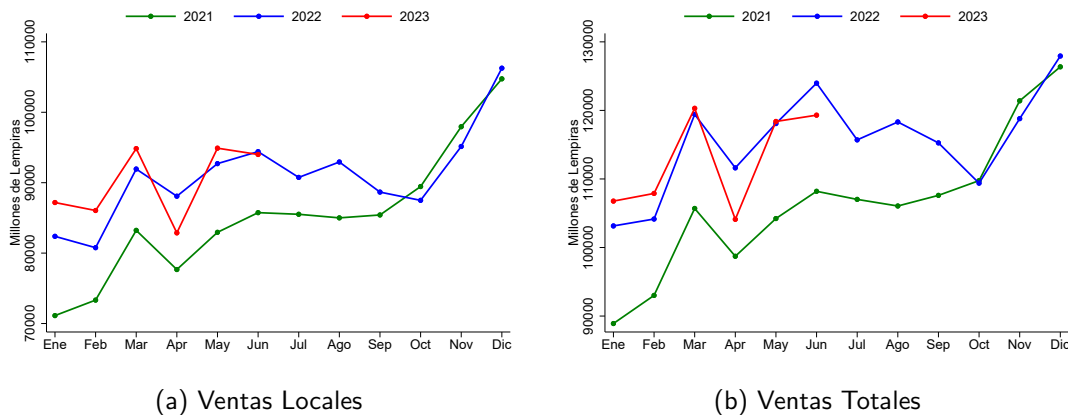 2021 2022 2023
Millones de Lempiras
110000
100000
90000
80000
70000
Ene Feb Mar Apr May Jun Jul Ago Sep Oct Nov Dic
(a) Ventas Locales
2021 2022 2023
Millones de Lempiras
130000
120000
110000
100000
90000
Ene Feb Mar Apr May Jun Jul Ago Sep Oct Nov Dic
(b) Ventas Totales